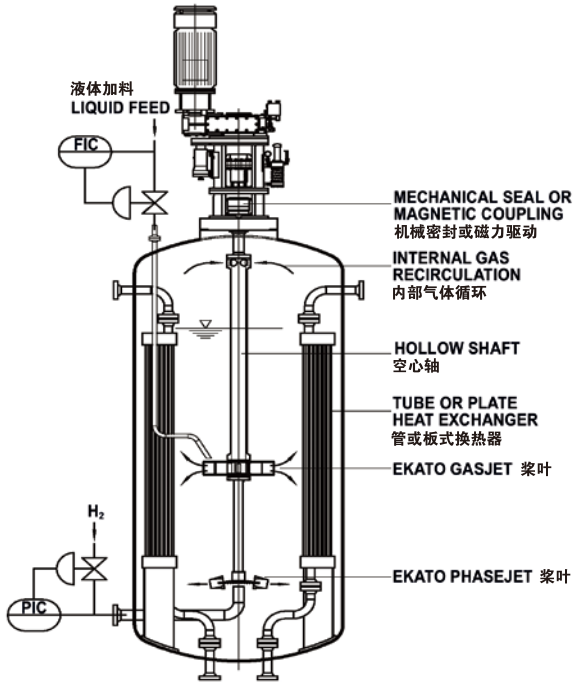 液体加料
LIQUID FEED
FIC
MECHANICAL SEAL OR
MAGNETIC COUPLING
机械密封或磁力驱动
INTERNAL GAS
RECIRCULATION
内部气体循环
HOLLOW SHAFT
空心轴
TUBE OR PLATE
HEAT EXCHANGER
管或板式换热器
EKATO GASJET 桨叶
H₂
EKATO PHASEJET 桨叶
PIC